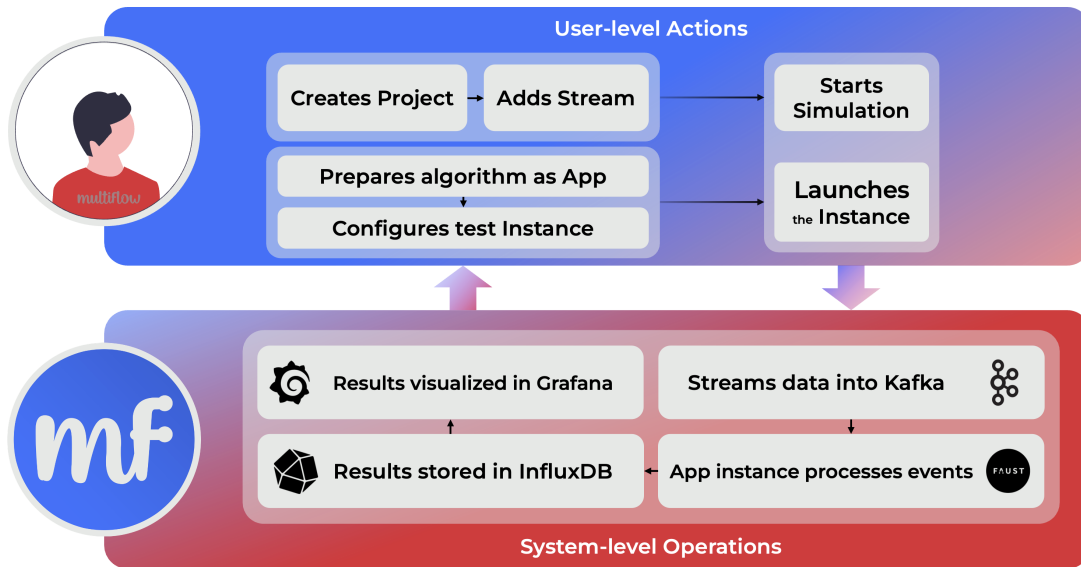 User-level Actions
Creates Project
Adds Stream
Starts
Simulation
Prepares algorithm as App
Configures test Instance
Launches
the Instance
multiflow
mf
Results visualized in Grafana
Streams data into Kafka
Results stored in InfluxDB
App instance processes events
FAUST
System-level Operations